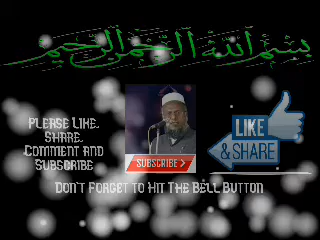 بسم الله الرحمن الرحيم
Please Like,
Share,
Comment and
Subscribe
SUBSCRIBE >
LIKE
& SHARE
Don't Forget to Hit The Bell Button